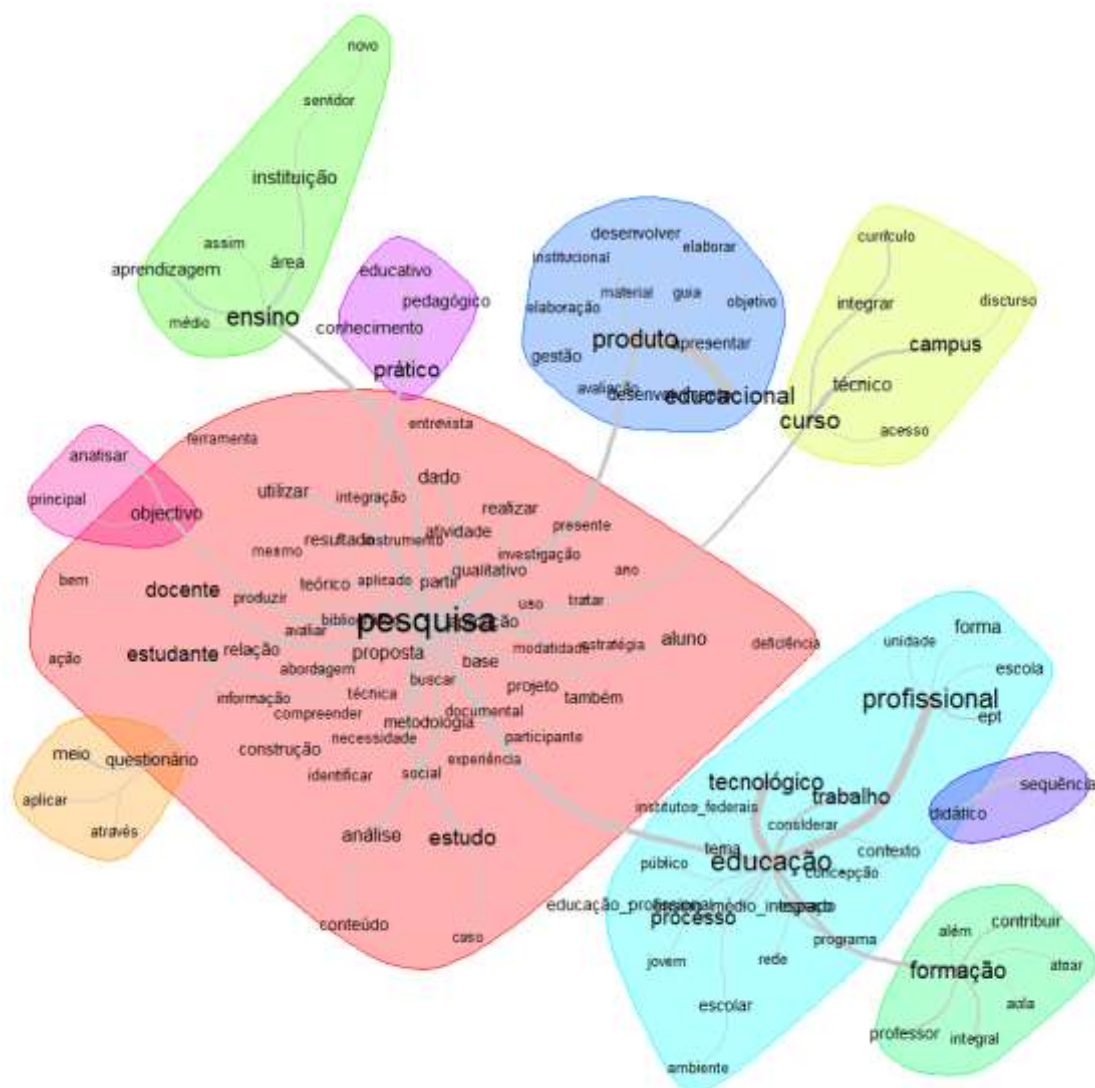 novo
sentidor
instituição
assim
aprendizagem
área
médio
ensino
educativo
pedagógico
conhecimento
prático
desenvolver
elaborar
institucional
material
guia
elaboração
objetivo
produto
apresentar
gestão
avaliação
educacional
currículo
integrar
discurso
campus
técnico
curso
acesso
analisar
principal
objectivo
ferramenta
entrevista
utilizar
integração
dado
realizar
resultado
instrumento
atividade
presente
mesmo
investigação
teórico
aplicado
partir
qualitativo
ano
bem
docente
produzir
uso
tratar
pesquisa
avaliar
estudante
relação
proposta
base
modatidade
estratégia
aluno
deficiência
ação
abordagem
buscar
informação
técnica
projeto
também
compreender
documental
metodologia
necessidade
participante
construção
experiência
identificar
social
análise
estudo
conteúdo
caso
meio
questionário
aplicar
através
unidade
forma
escola
profissional
ept
tecnológico
trabalho
institutos_federais
considerar
tema
educação
contexto
público
concepção
educação_profissional
processo
programa
jovem
rede
escolar
ambiente
sequência
didático
além
contribuir
formação
atuar
aula
professor
integral